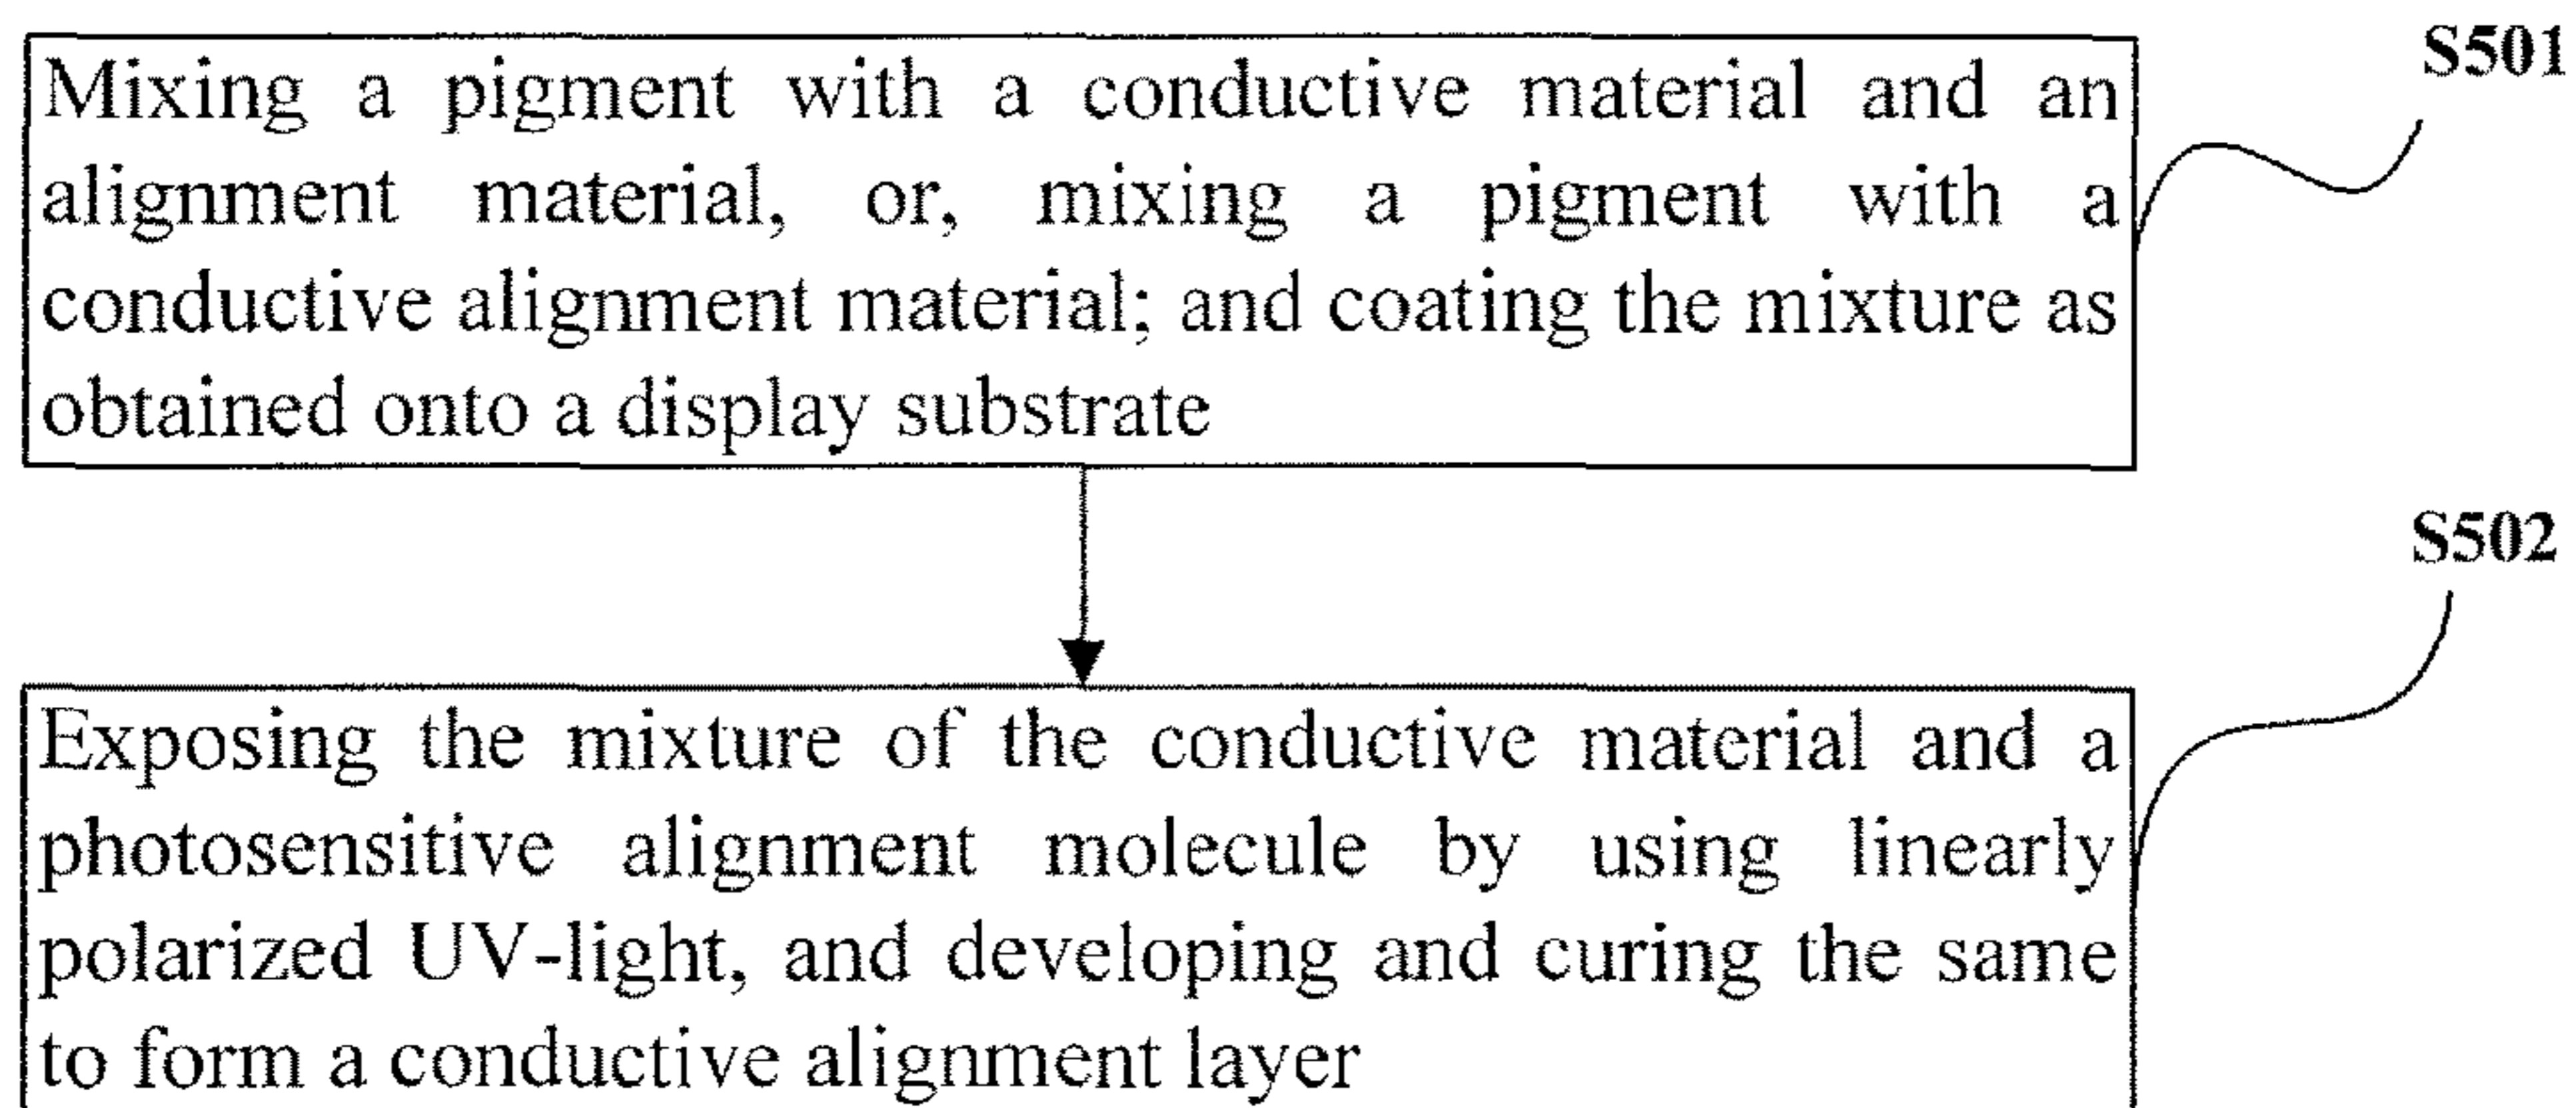 Mixing a pigment with a conductive material and an
alignment material, or, mixing a pigment with a
conductive alignment material; and coating the mixture as
obtained onto a display substrate
S501
Exposing the mixture of the conductive material and a
photosensitive alignment molecule by using linearly
polarized UV-light, and developing and curing the same
to form a conductive alignment layer
S502